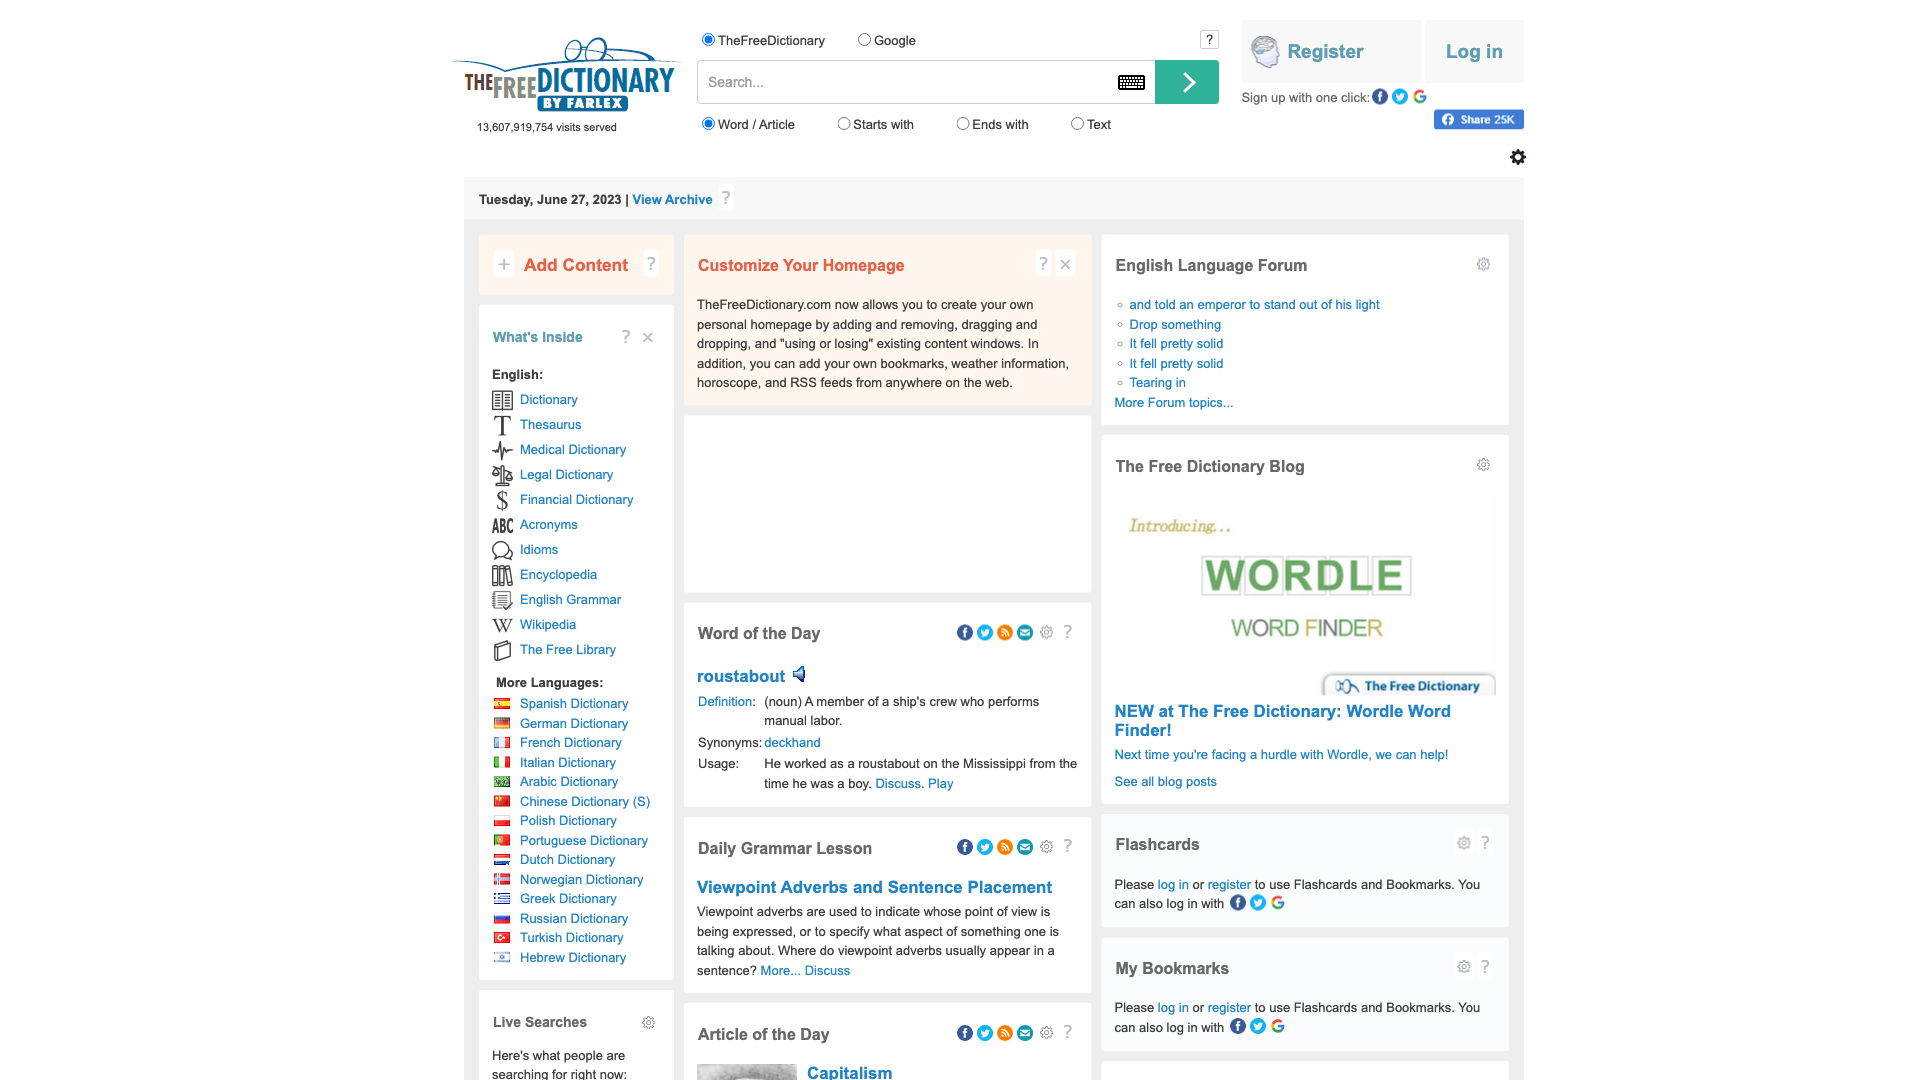 TheFreeDictionary
Google
?
Register
Log in
THEFREEDICTIONARY
BY FARLEX
Search...
Sign up with one click:
13,607,919,754 visits served
Word / Article
Starts with
Ends with
Text
Share 25K
Tuesday, June 27, 2023 | View Archive ?
+ Add Content ?
What's Inside ?
English:
Dictionary
T Thesaurus
Medical Dictionary
Legal Dictionary
$ Financial Dictionary
ABC Acronyms
Idioms
Encyclopedia
English Grammar
W Wikipedia
The Free Library
More Languages:
Spanish Dictionary
German Dictionary
French Dictionary
Italian Dictionary
Arabic Dictionary
Chinese Dictionary (S)
Polish Dictionary
Portuguese Dictionary
Dutch Dictionary
Norwegian Dictionary
Greek Dictionary
Russian Dictionary
Turkish Dictionary
Hebrew Dictionary
Live Searches
Here's what people are
searching for right now:
Customize Your Homepage ?
TheFreeDictionary.com now allows you to create your own
personal homepage by adding and removing, dragging and
dropping, and "using or losing" existing content windows. In
addition, you can add your own bookmarks, weather information,
horoscope, and RSS feeds from anywhere on the web.
Word of the Day ?
roustabout
Definition: (noun) A member of a ship's crew who performs
manual labor.
Synonyms: deckhand
Usage: He worked as a roustabout on the Mississippi from the
time he was a boy. Discuss. Play
Daily Grammar Lesson ?
Viewpoint Adverbs and Sentence Placement
Viewpoint adverbs are used to indicate whose point of view is
being expressed, or to specify what aspect of something one is
talking about. Where do viewpoint adverbs usually appear in a
sentence? More... Discuss
Article of the Day ?
Capitalism
English Language Forum
and told an emperor to stand out of his light
Drop something
It fell pretty solid
It fell pretty solid
Tearing in
More Forum topics...
The Free Dictionary Blog
Introducing...
WORDLE
WORD FINDER
The Free Dictionary
NEW at The Free Dictionary: Wordle Word
Finder!
Next time you're facing a hurdle with Wordle, we can help!
See all blog posts
Flashcards ?
Please log in or register to use Flashcards and Bookmarks. You
can also log in with
My Bookmarks ?
Please log in or register to use Flashcards and Bookmarks. You
can also log in with